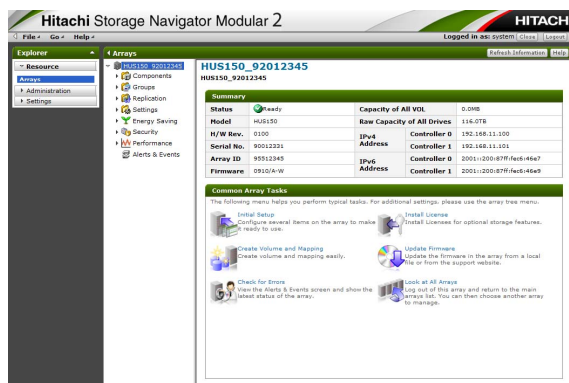 Hitachi Storage Navigator Modular 2
HITACHI
File Go Help
Logged in as: system Close Logout
Explorer
Arrays
Refresh Information Help
Resource
Arrays
Administration
Settings
HUS150_92012345
Components
Groups
Replication
Settings
Energy Saving
Security
Performance
Alerts & Events
HUS150_92012345
HUS150_92012345
Summary
Status Ready Capacity of All VOL 0.0MB
Model HUS150 Raw Capacity of All Drives 116.0TB
H/W Rev. 0100 IPv4 Address Controller 0 192.168.11.100
Serial No. 90012331 Controller 1 192.168.11.101
Array ID 95512345 IPv6 Address Controller 0 2001::200:87ff:fec6:46e7
Firmware 0910/A-W Controller 1 2001::200:87ff:fec6:46e9
Common Array Tasks
The following menu helps you perform typical tasks. For additional settings, please use the array tree menu.
Initial Setup
Configure several items on the array to make
it ready to use.
Install License
Install Licenses for optional storage features.
Create Volume and Mapping
Create volume and mapping easily.
Update Firmware
Update the firmware in the array from a local
file or from the support website.
Check for Errors
View the Alerts & Events screen and show the
latest status of the array.
Look at All Arrays
Log out of this array and return to the main
arrays list. You can then choose another array
to manage.